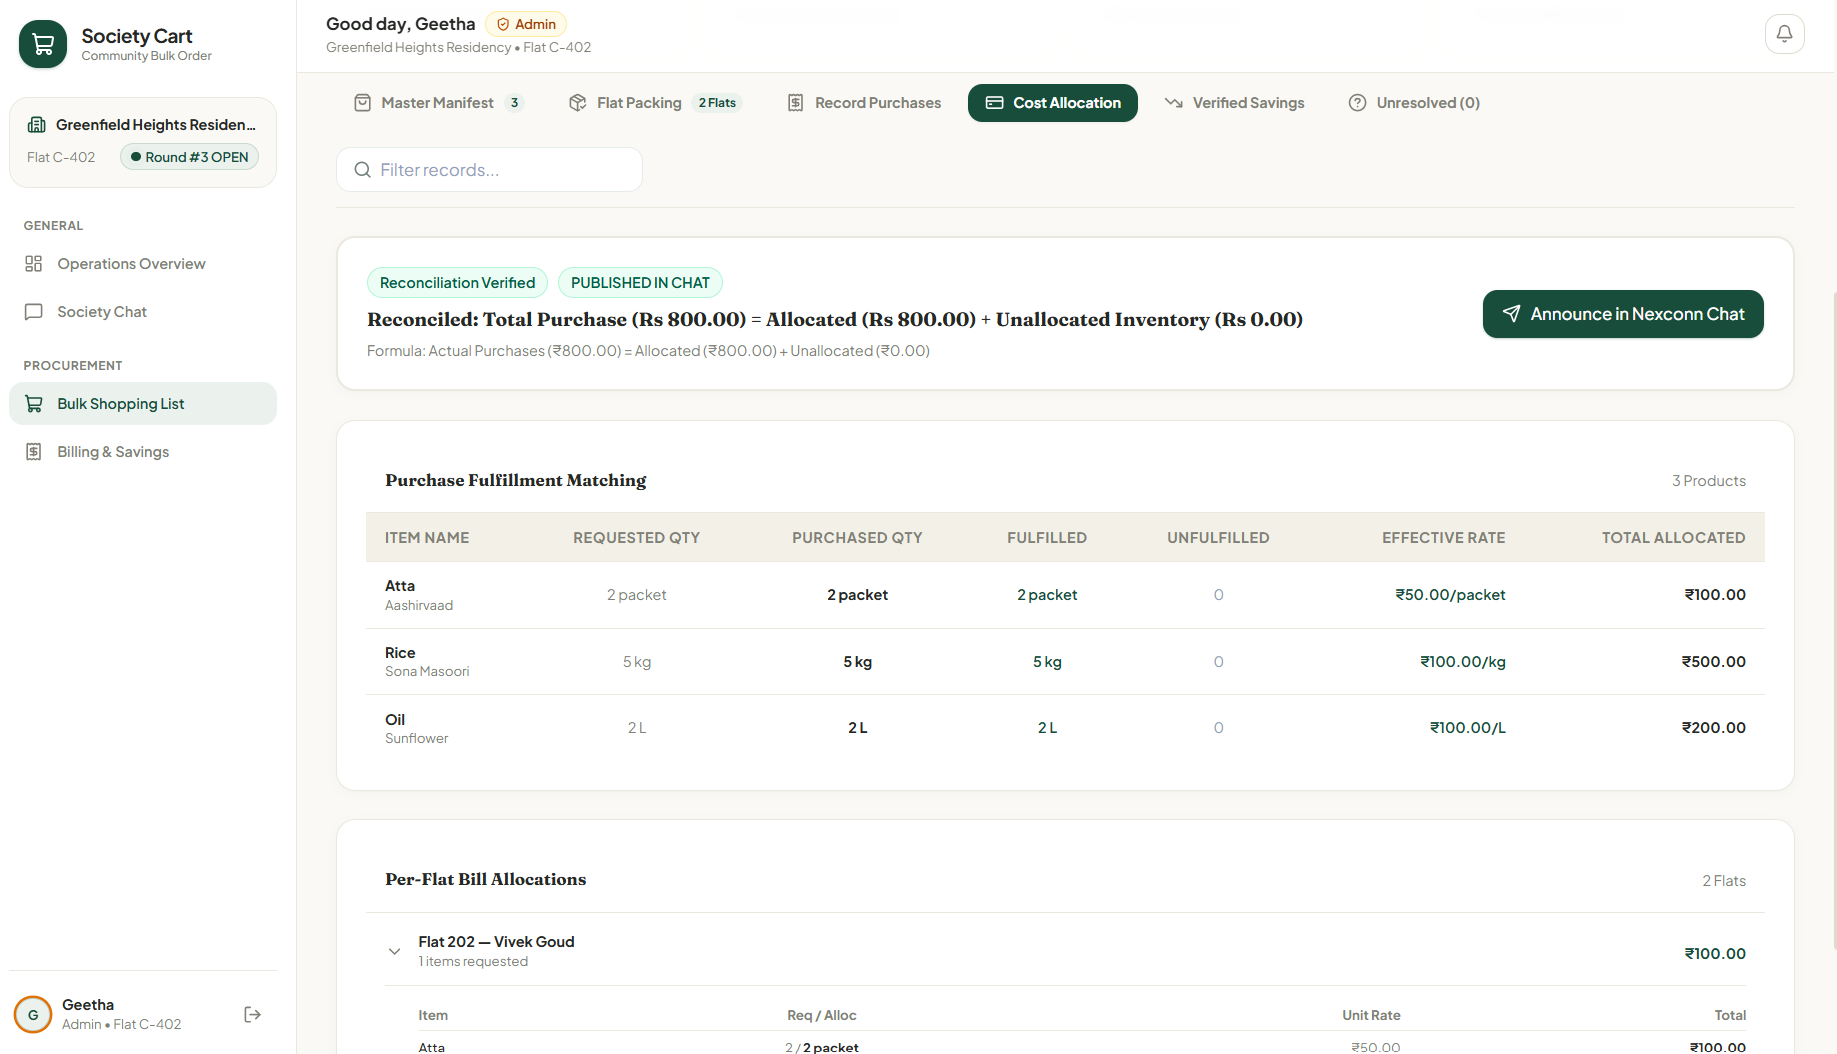 Society Cart
Community Bulk Order
Greenfield Heights Residen...
Flat C-402
Round #3 OPEN
GENERAL
Operations Overview
Society Chat
PROCUREMENT
Bulk Shopping List
Billing & Savings
G
Geetha
Admin • Flat C-402
Good day, Geetha
Admin
Greenfield Heights Residency • Flat C-402
Master Manifest 3
Flat Packing 2 Flats
Record Purchases
Cost Allocation
Verified Savings
Unresolved (0)
Filter records...
Reconciliation Verified
PUBLISHED IN CHAT
Reconciled: Total Purchase (Rs 800.00) = Allocated (Rs 800.00) + Unallocated Inventory (Rs 0.00)
Formula: Actual Purchases (₹800.00) = Allocated (₹800.00) + Unallocated (₹0.00)
Announce in Nexconn Chat
Purchase Fulfillment Matching
3 Products
ITEM NAME REQUESTED QTY PURCHASED QTY FULFILLED UNFULFILLED EFFECTIVE RATE TOTAL ALLOCATED
Atta
Aashirvaad
2 packet 2 packet 2 packet 0 ₹50.00/packet ₹100.00
Rice
Sona Masoori
5 kg 5 kg 5 kg 0 ₹100.00/kg ₹500.00
Oil
Sunflower
2 L 2 L 2 L 0 ₹100.00/L ₹200.00
Per-Flat Bill Allocations
2 Flats
Flat 202 — Vivek Goud
1 items requested
₹100.00
Item Req / Alloc Unit Rate Total
Atta 2 / 2 packet ₹50.00 ₹100.00